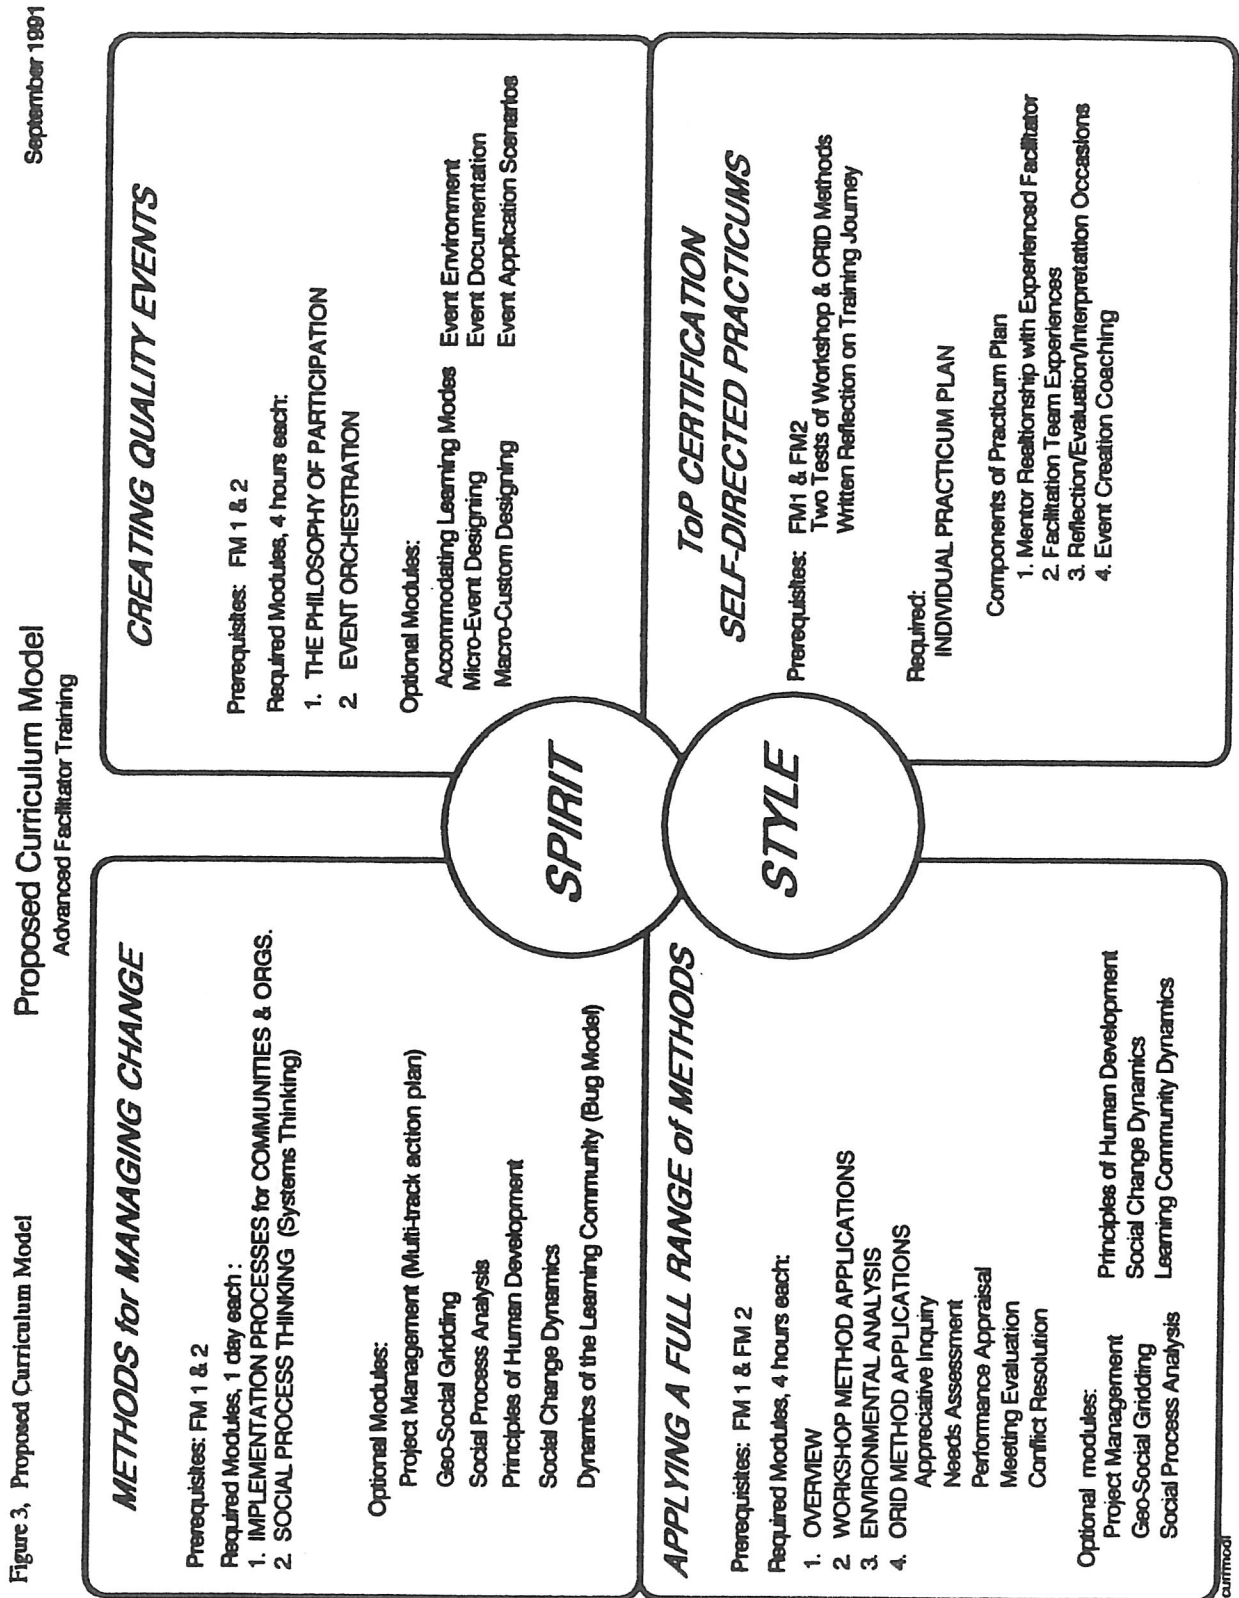 Figure 3, Proposed Curriculum Model
Proposed Curriculum Model
September 1991
Advanced Facilitator Training
METHODS for MANAGING CHANGE
Prerequisites: FM 1 & 2
Required Modules, 1 day each :
1. IMPLEMENTATION PROCESSES for COMMUNITIES & ORGS.
2. SOCIAL PROCESS THINKING (Systems Thinking)
Optional Modules:
Project Management (Multi-track action plan)
Geo-Social Gridding
Social Process Analysis
Principles of Human Development
Social Change Dynamics
Dynamics of the Learning Community (Bug Model)
CREATING QUALITY EVENTS
Prerequisites: FM 1 & 2
Required Modules, 4 hours each:
1. THE PHILOSOPHY OF PARTICIPATION
2. EVENT ORCHESTRATION
Optional Modules:
Accommodating Learning Modes Event Environment
Micro-Event Designing Event Documentation
Macro-Custom Designing Event Application Scenarios
SPIRIT
STYLE
APPLYING A FULL RANGE of METHODS
Prerequisites: FM 1 & FM 2
Required Modules, 4 hours each:
1. OVERVIEW
2. WORKSHOP METHOD APPLICATIONS
3. ENVIRONMENTAL ANALYSIS
4. ORID METHOD APPLICATIONS
Appreciative Inquiry
Needs Assessment
Performance Appraisal
Meeting Evaluation
Conflict Resolution
Optional modules:
Project Management Principles of Human Development
Geo-Social Gridding Social Change Dynamics
Social Process Analysis Learning Community Dynamics
ToP CERTIFICATION
SELF-DIRECTED PRACTICUMS
Prerequisites: FM1 & FM2
Two Tests of Workshop & ORID Methods
Written Reflection on Training Journey
Required:
INDIVIDUAL PRACTICUM PLAN
Components of Practicum Plan
1. Mentor Realtionship with Experienced Facilitator
2. Facilitation Team Experiences
3. Reflection/Evaluation/Interpretation Occasions
4. Event Creation Coaching
currmodl